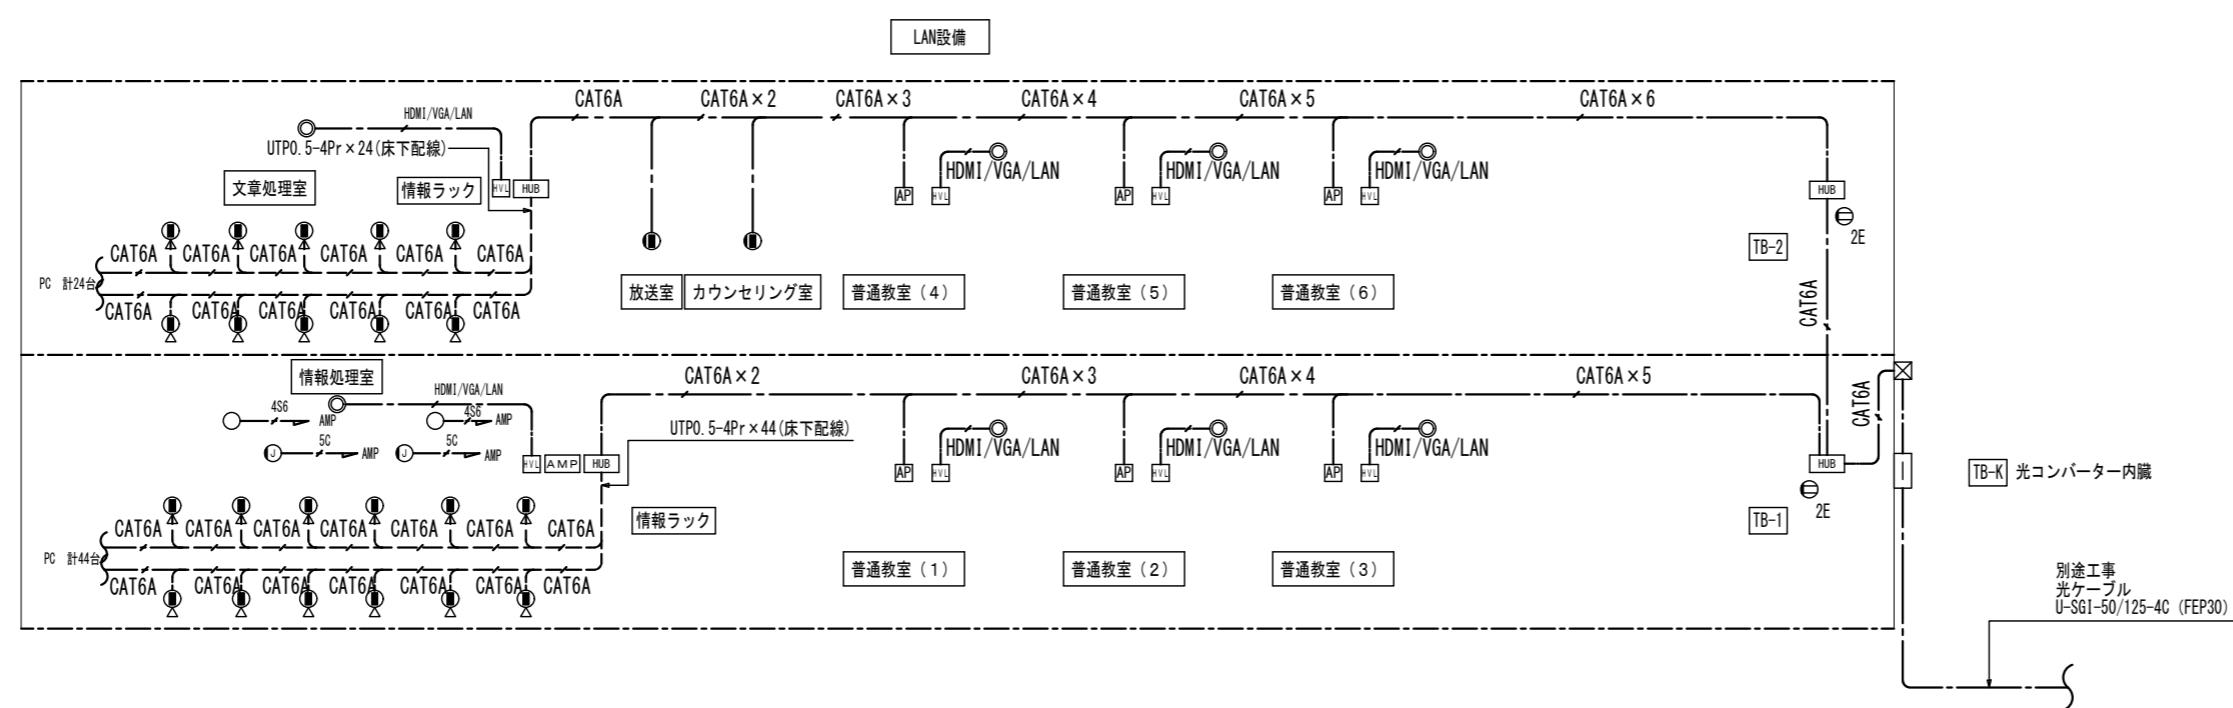 LAN設備
CAT6A
CAT6A×2
CAT6A×3
CAT6A×4
CAT6A×5
CAT6A×6
HDMI/VGA/LAN
UTP0.5-4Pr×24(床下配線)
HDMI/VGA/LAN
HDMI/VGA/LAN
HDMI/VGA/LAN
文章処理室
情報ラック
HVL
HUB
AP
HVL
AP
HVL
AP
HVL
HUB
2E
TB-2
CAT6A
CAT6A
CAT6A
CAT6A
CAT6A
CAT6A
PC 計24台
放送室
カウンセリング室
普通教室(4)
普通教室(5)
普通教室(6)
CAT6A
CAT6A
CAT6A
CAT6A
CAT6A
CAT6A
CAT6A
情報処理室
HDMI/VGA/LAN
CAT6A×2
CAT6A×3
CAT6A×4
CAT6A×5
CAT6A
4S6
AMP
4S6
AMP
UTP0.5-4Pr×44(床下配線)
5C
AMP
5C
AMP
HDMI/VGA/LAN
HDMI/VGA/LAN
HDMI/VGA/LAN
HVL
AMP
HUB
AP
HVL
AP
HVL
AP
HVL
HUB
TB-K
光コンバーター内臓
2E
TB-1
情報ラック
CAT6A
CAT6A
CAT6A
CAT6A
CAT6A
CAT6A
CAT6A
PC 計44台
普通教室(1)
普通教室(2)
普通教室(3)
CAT6A
CAT6A
CAT6A
CAT6A
CAT6A
CAT6A
CAT6A
J
J
別途工事
光ケーブル
U-SGI-50/125-4C (FEP30)